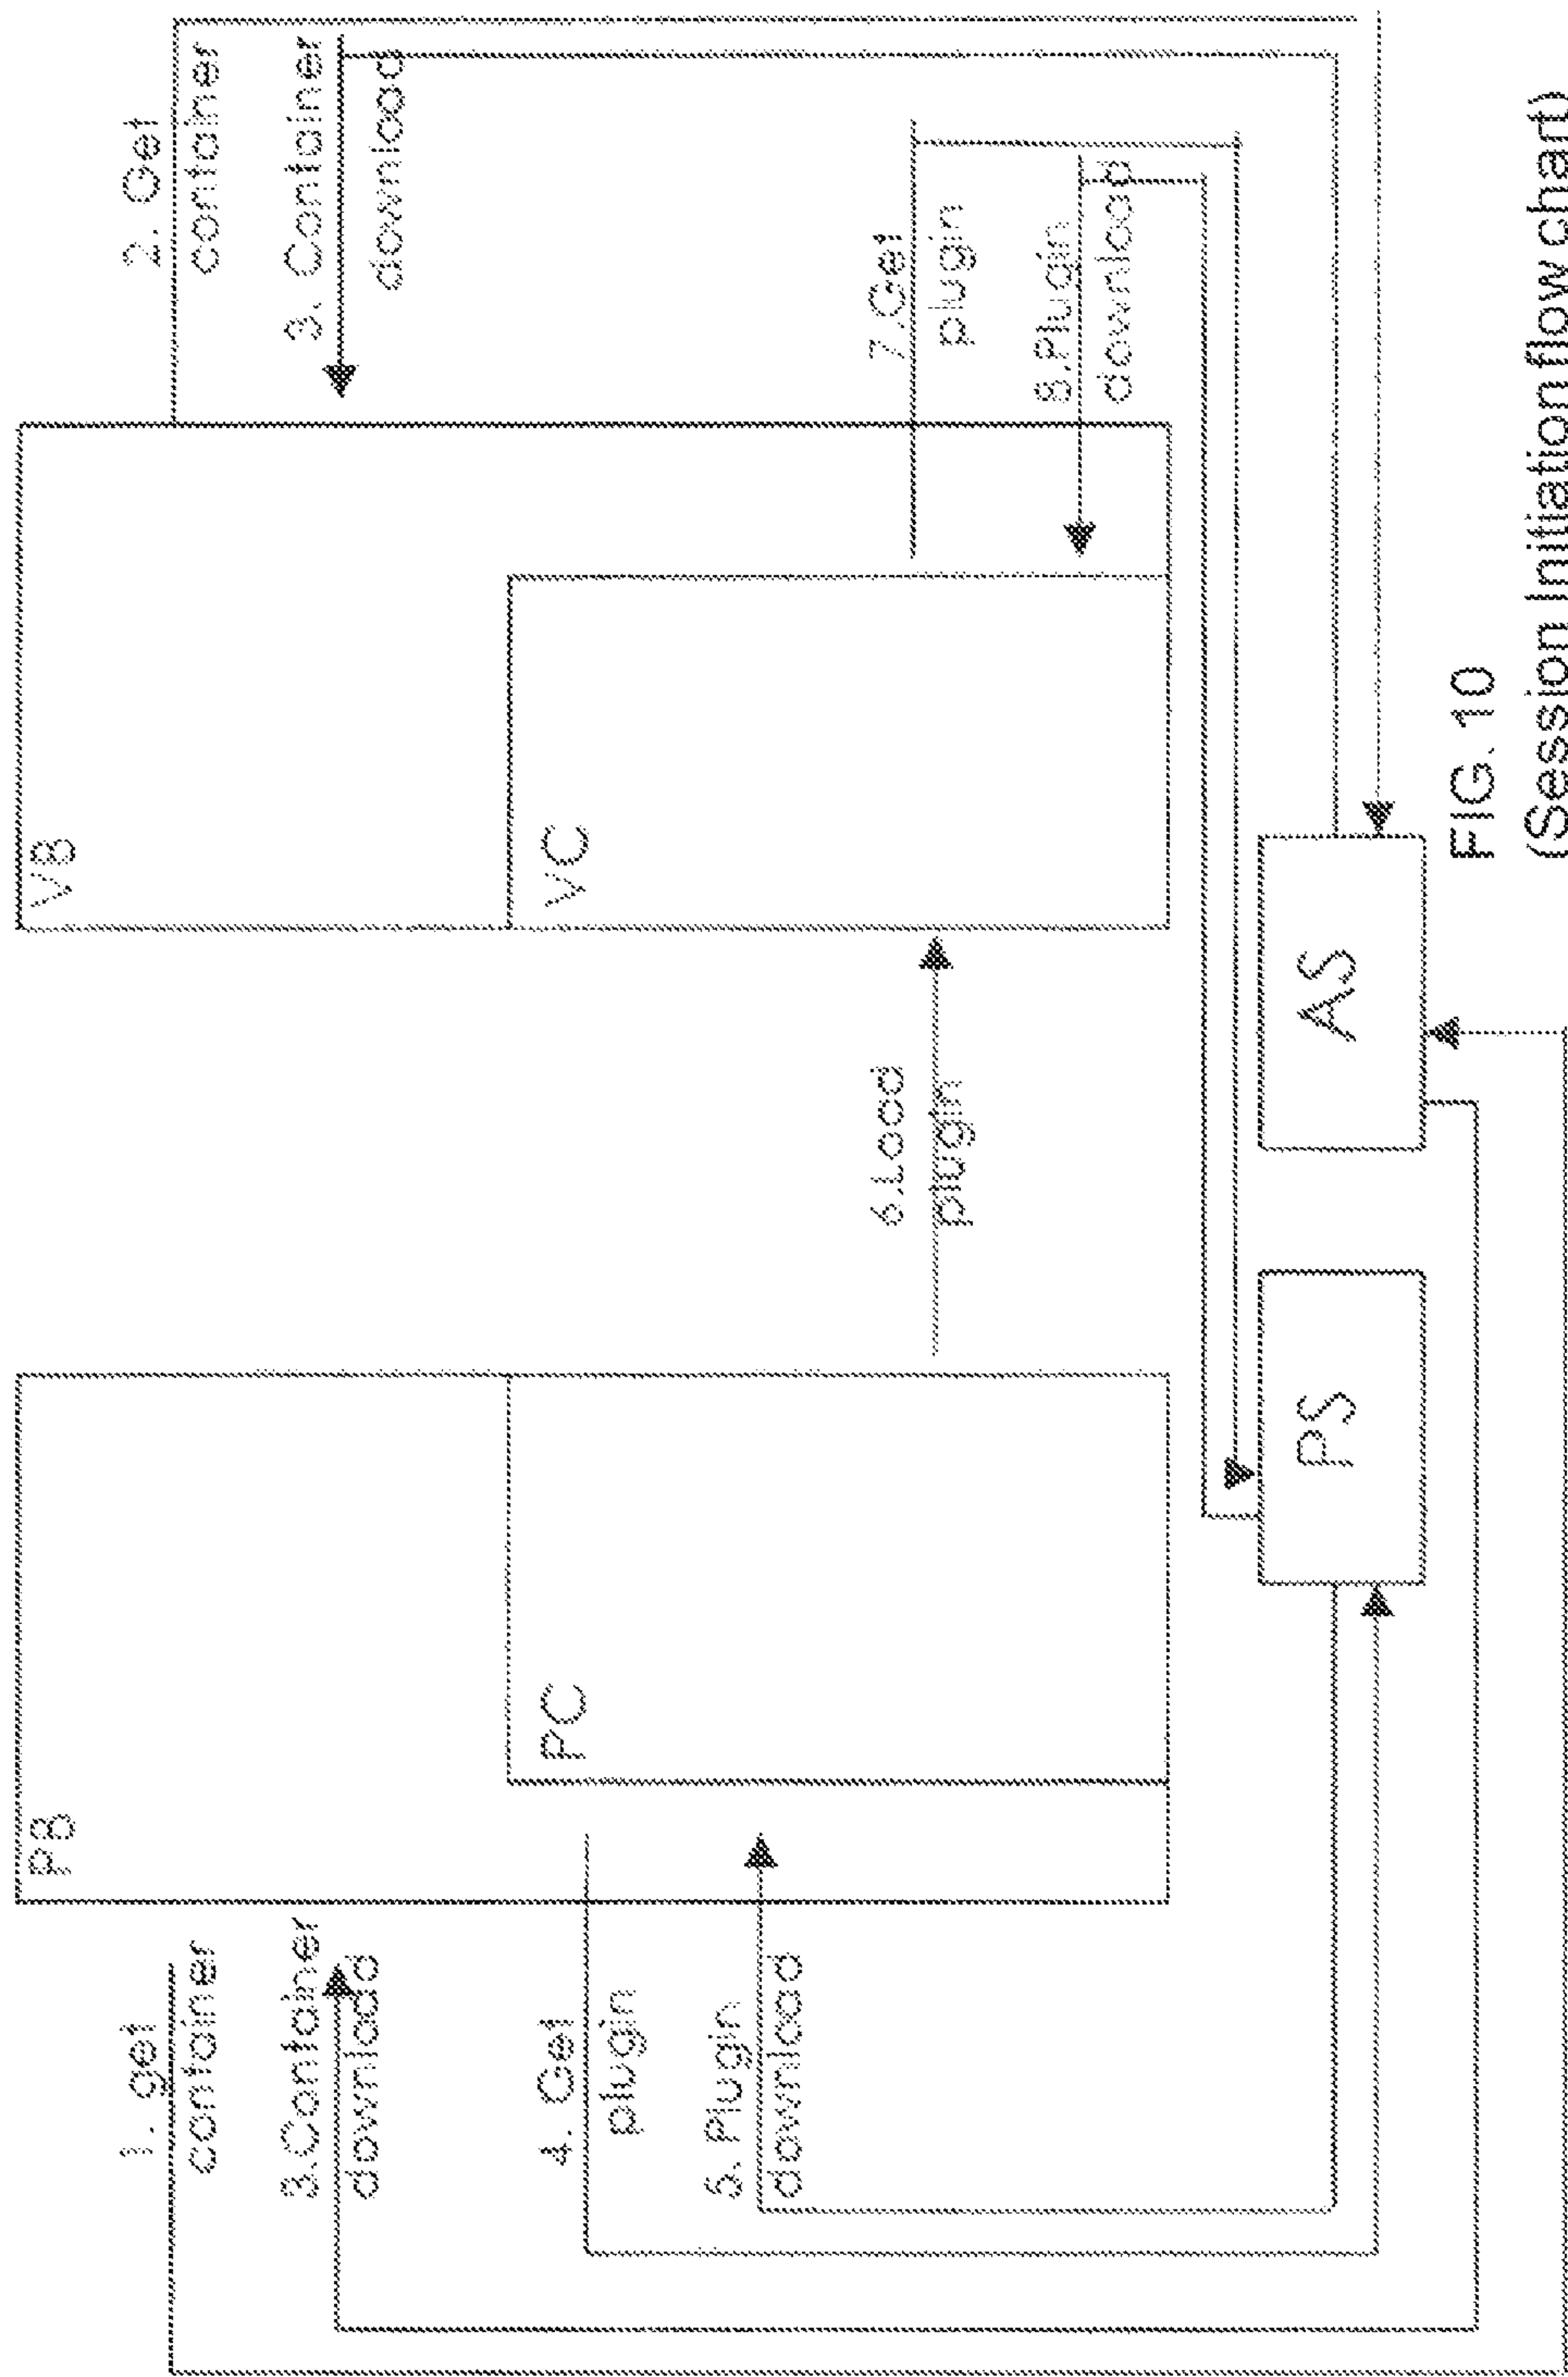 PB
PC
1. get
container
3.Container
download
4. Get
plugin
5. Plugin
download
6.Load
plugin
VB
VC
2. Get
container
3. Container
download
7.Get
plugin
8.Plugin
download
PS
AS
FIG. 10
(Session Initiation flow chart)